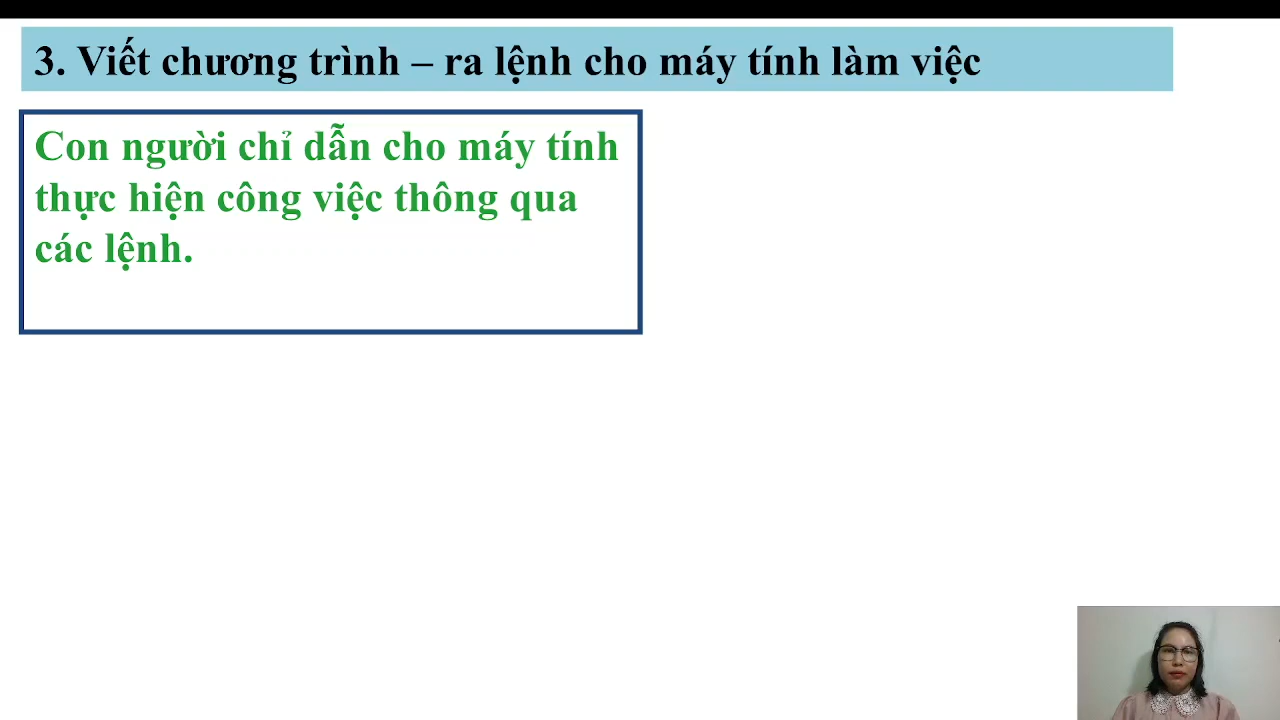 3. Viết chương trình – ra lệnh cho máy tính làm việc
Con người chỉ dẫn cho máy tính
thực hiện công việc thông qua
các lệnh.